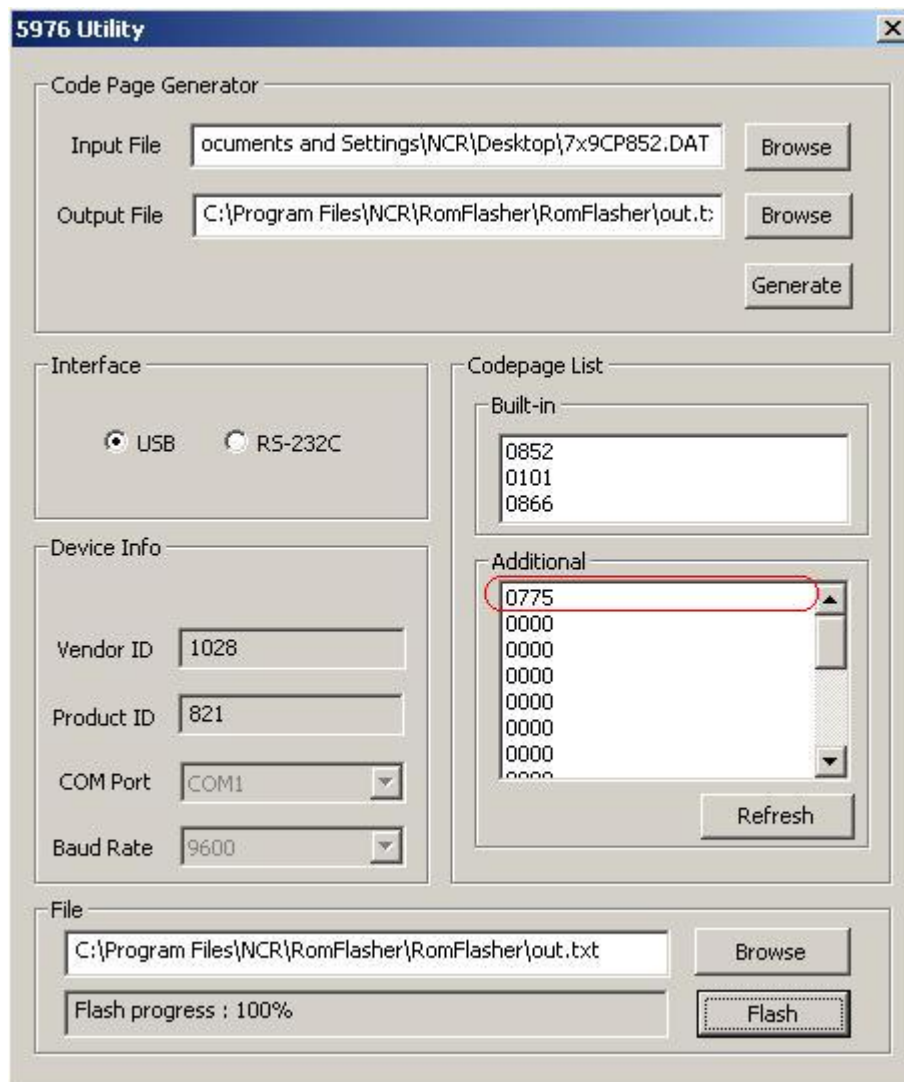 5976 Utility
Code Page Generator
Input File
ocuments and Settings\NCR\Desktop\7x9CP852.DAT
Browse
Output File
C:\Program Files\NCR\RomFlasher\RomFlasher\out.t
Browse
Generate
Interface
USB
RS-232C
Device Info
Vendor ID
1028
Product ID
821
COM Port
COM1
Baud Rate
9600
Codepage List
Built-in
0852
0101
0866
Additional
0775
0000
0000
0000
0000
0000
0000
0000
Refresh
File
C:\Program Files\NCR\RomFlasher\RomFlasher\out.txt
Browse
Flash progress : 100%
Flash